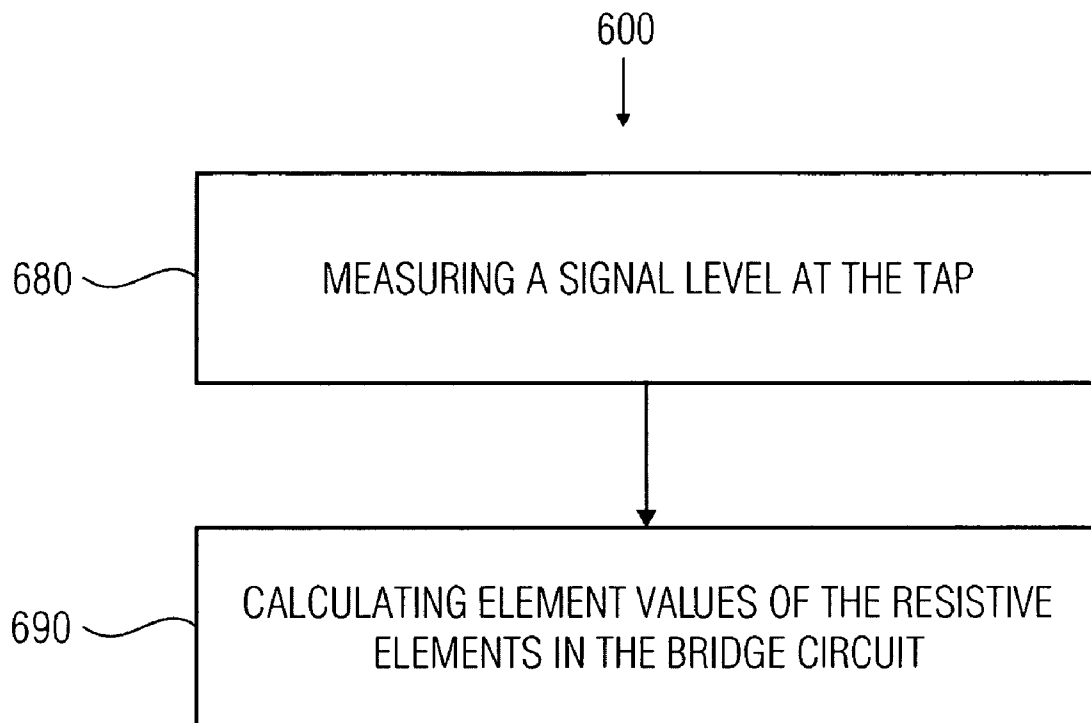 600
680
MEASURING A SIGNAL LEVEL AT THE TAP
690
CALCULATING ELEMENT VALUES OF THE RESISTIVE
ELEMENTS IN THE BRIDGE CIRCUIT